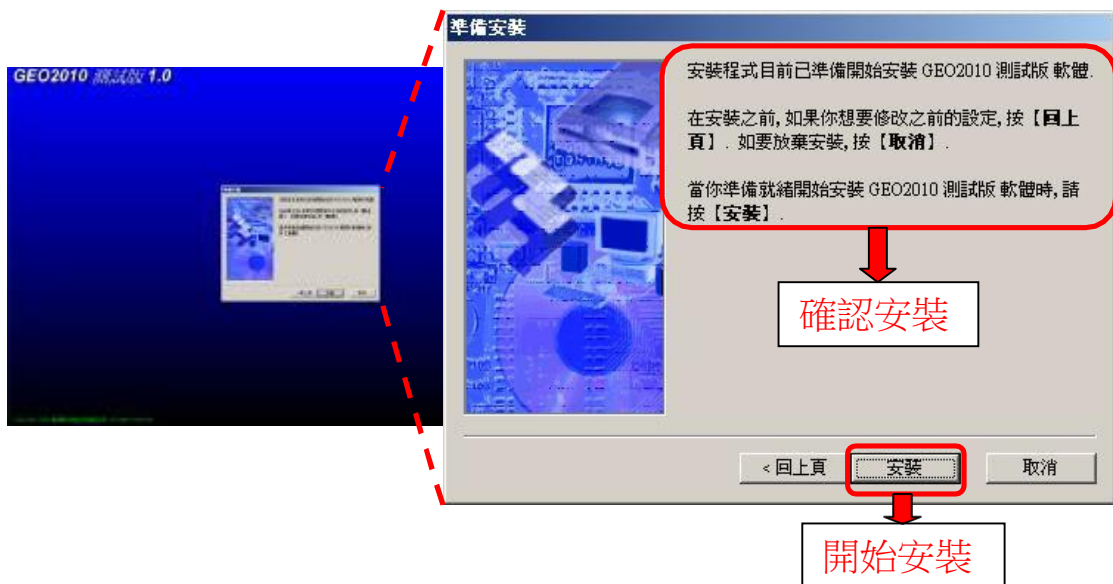 GEO2010 測試版 1.0
準備安裝
安裝程式目前已準備開始安裝 GEO2010 測試版 軟體.
在安裝之前, 如果你想要修改之前的設定, 按【回上
頁】. 如要放棄安裝, 按【取消】.
當你準備就緒開始安裝 GEO2010 測試版 軟體時, 請
按【安裝】.
確認安裝
< 回上頁
安裝
取消
開始安裝